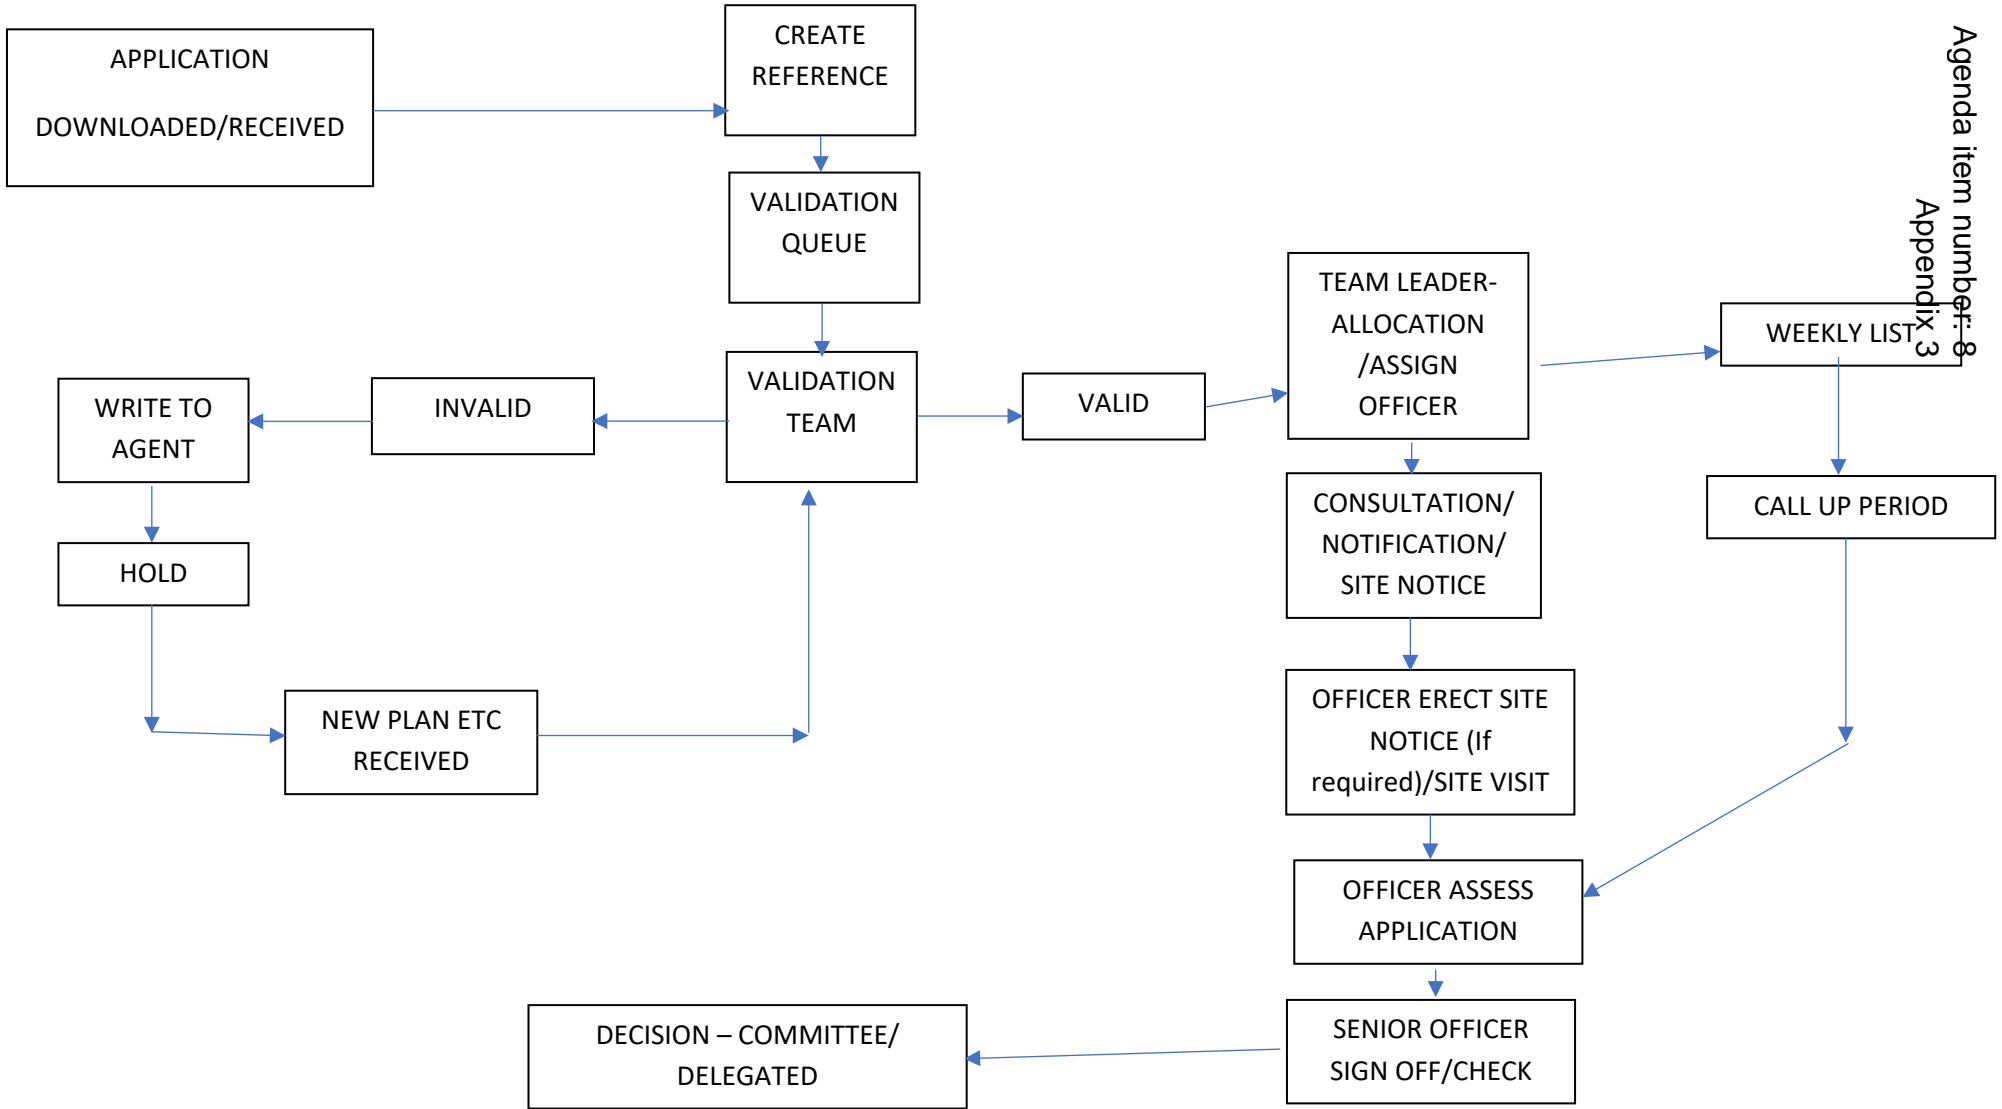 Agenda item number: 8
Appendix 3
APPLICATION
DOWNLOADED/RECEIVED
CREATE
REFERENCE
VALIDATION
QUEUE
VALIDATION
TEAM
INVALID
WRITE TO
AGENT
HOLD
NEW PLAN ETC
RECEIVED
VALID
TEAM LEADER-
ALLOCATION
/ASSIGN
OFFICER
WEEKLY LIST
CALL UP PERIOD
CONSULTATION/
NOTIFICATION/
SITE NOTICE
OFFICER ERECT SITE
NOTICE (If
required)/SITE VISIT
OFFICER ASSESS
APPLICATION
SENIOR OFFICER
SIGN OFF/CHECK
DECISION – COMMITTEE/
DELEGATED